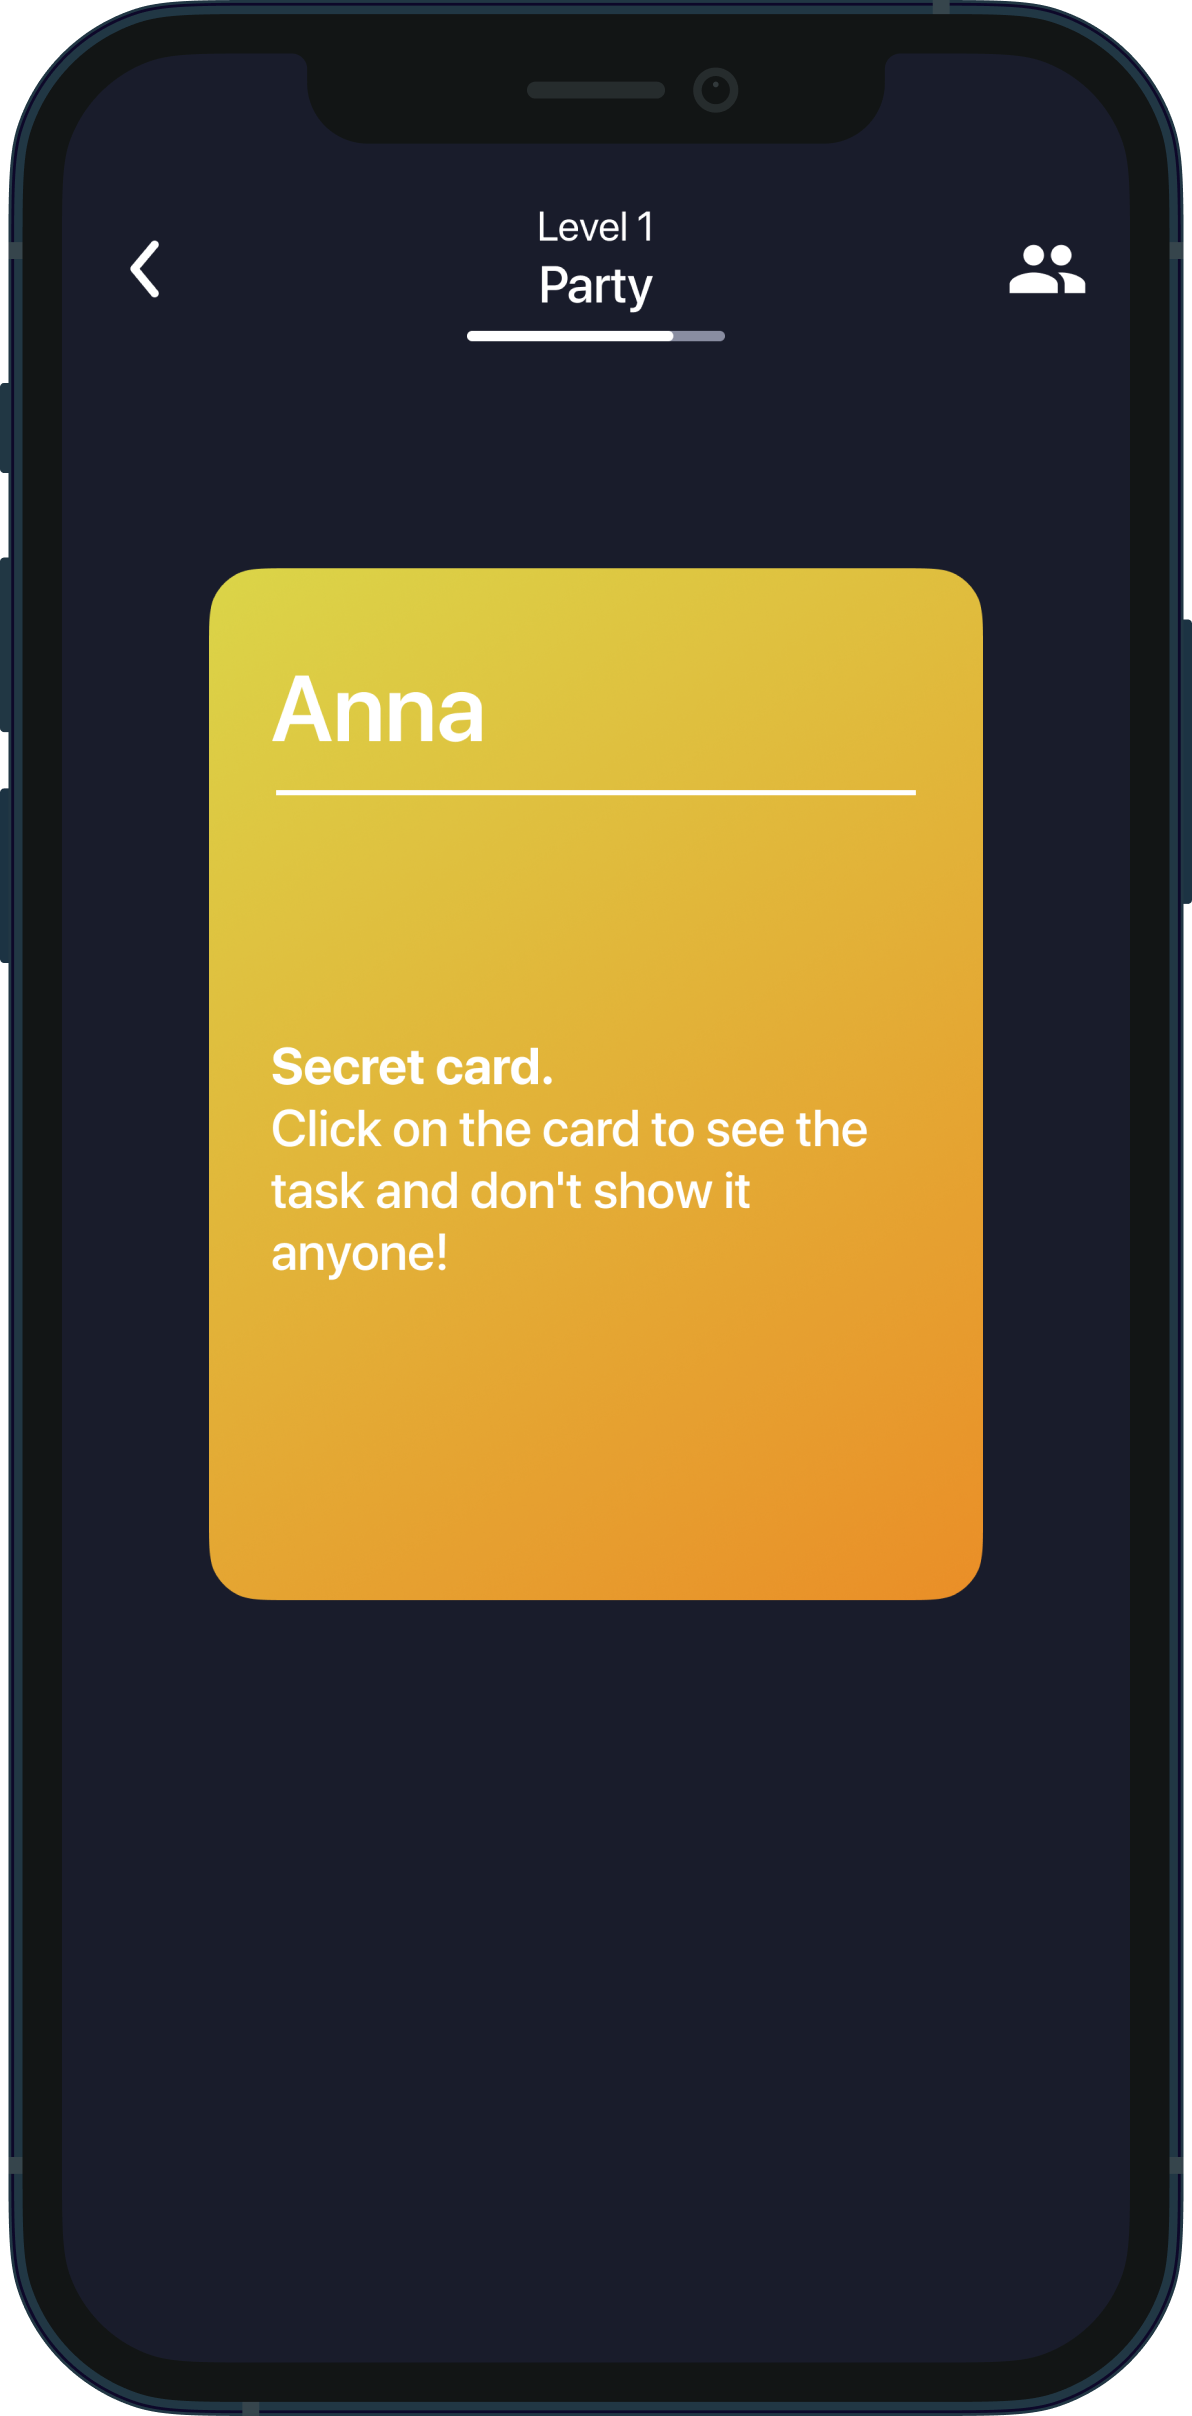 Level 1
Party
Anna
Secret card.
Click on the card to see the
task and don't show it
anyone!